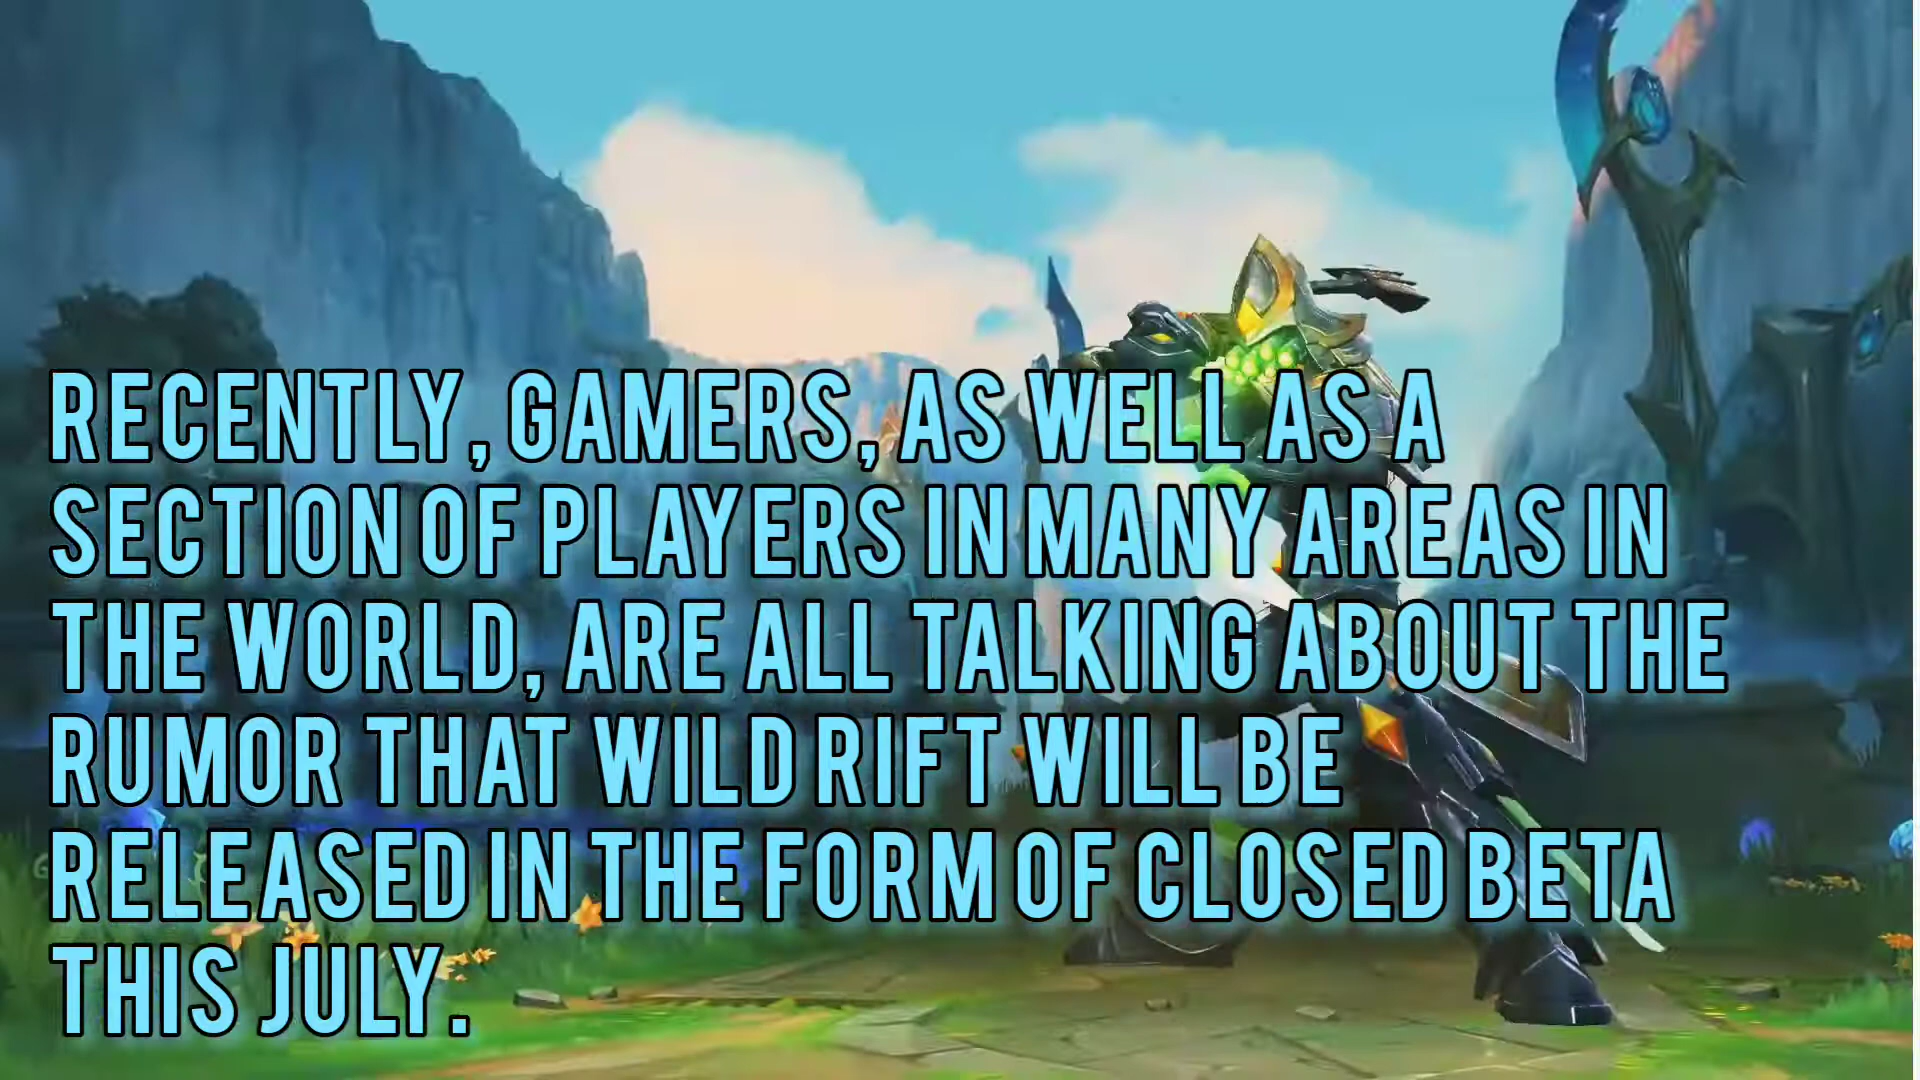 RECENTLY, GAMERS, AS WELL AS A
SECTION OF PLAYERS IN MANY AREAS IN
THE WORLD, ARE ALL TALKING ABOUT THE
RUMOR THAT WILD RIFT WILL BE
RELEASED IN THE FORM OF CLOSED BETA
THIS JULY.